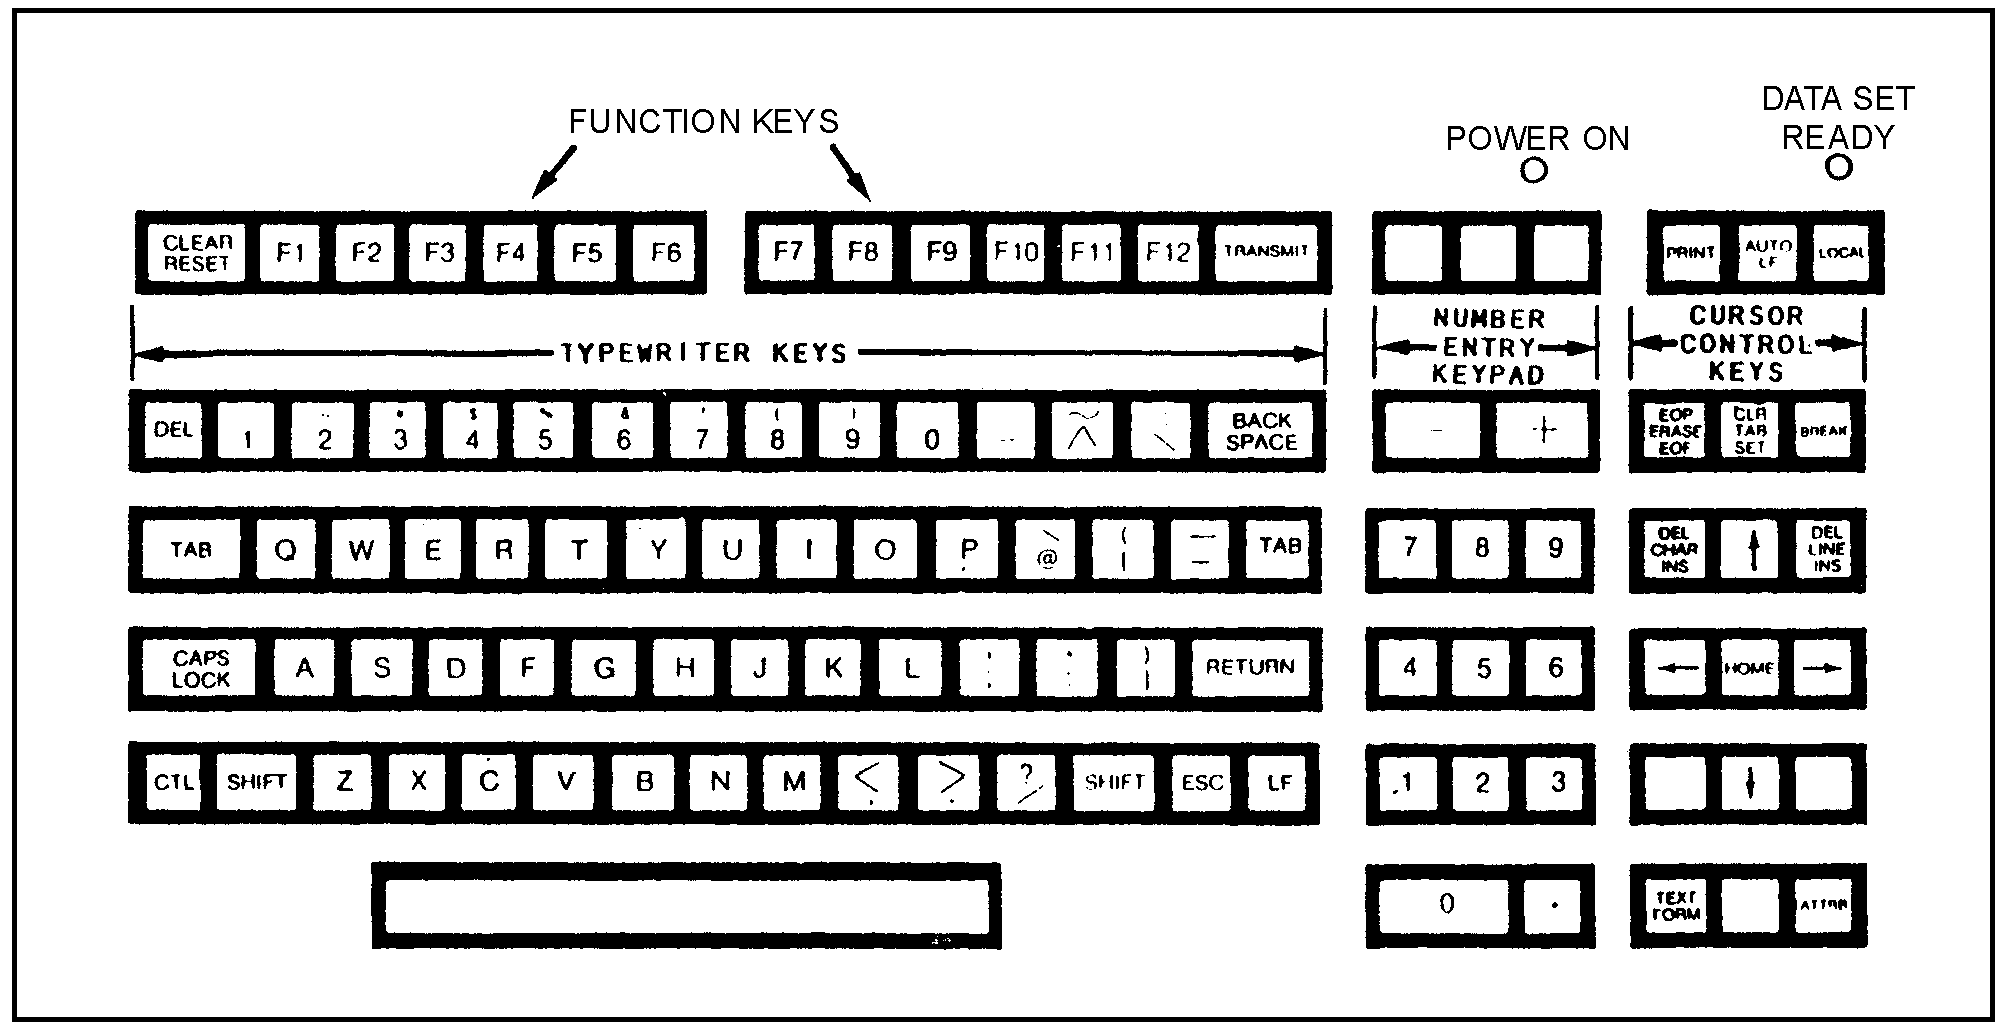 FUNCTION KEYS
POWER ON
DATA SET
READY
CLEAR
RESET
F1 F2 F3 F4 F5 F6
F7 F8 F9 F10 F11 F12 TRANSMIT
PRINT
AUTO
LF
LOCAL
TYPEWRITER KEYS
NUMBER
ENTRY
KEYPAD
CURSOR
CONTROL
KEYS
DEL
1 2 3 4 5 6 7 8 9 0
$ & ' ( )
^ \
BACK
SPACE
- +
EOP
ERASE
EOF
CLR
TAB
SET
BREAK
TAB Q W E R T Y U I O P @ TAB
7 8 9
DEL
CHAR
INS
↑
DEL
LINE
INS
CAPS
LOCK
A S D F G H J K L RETURN
4 5 6
← HOME →
CTL SHIFT Z X C V B N M < > ? SHIFT ESC LF
1 2 3
↓
0 .
TEXT
FORM
ATTRR